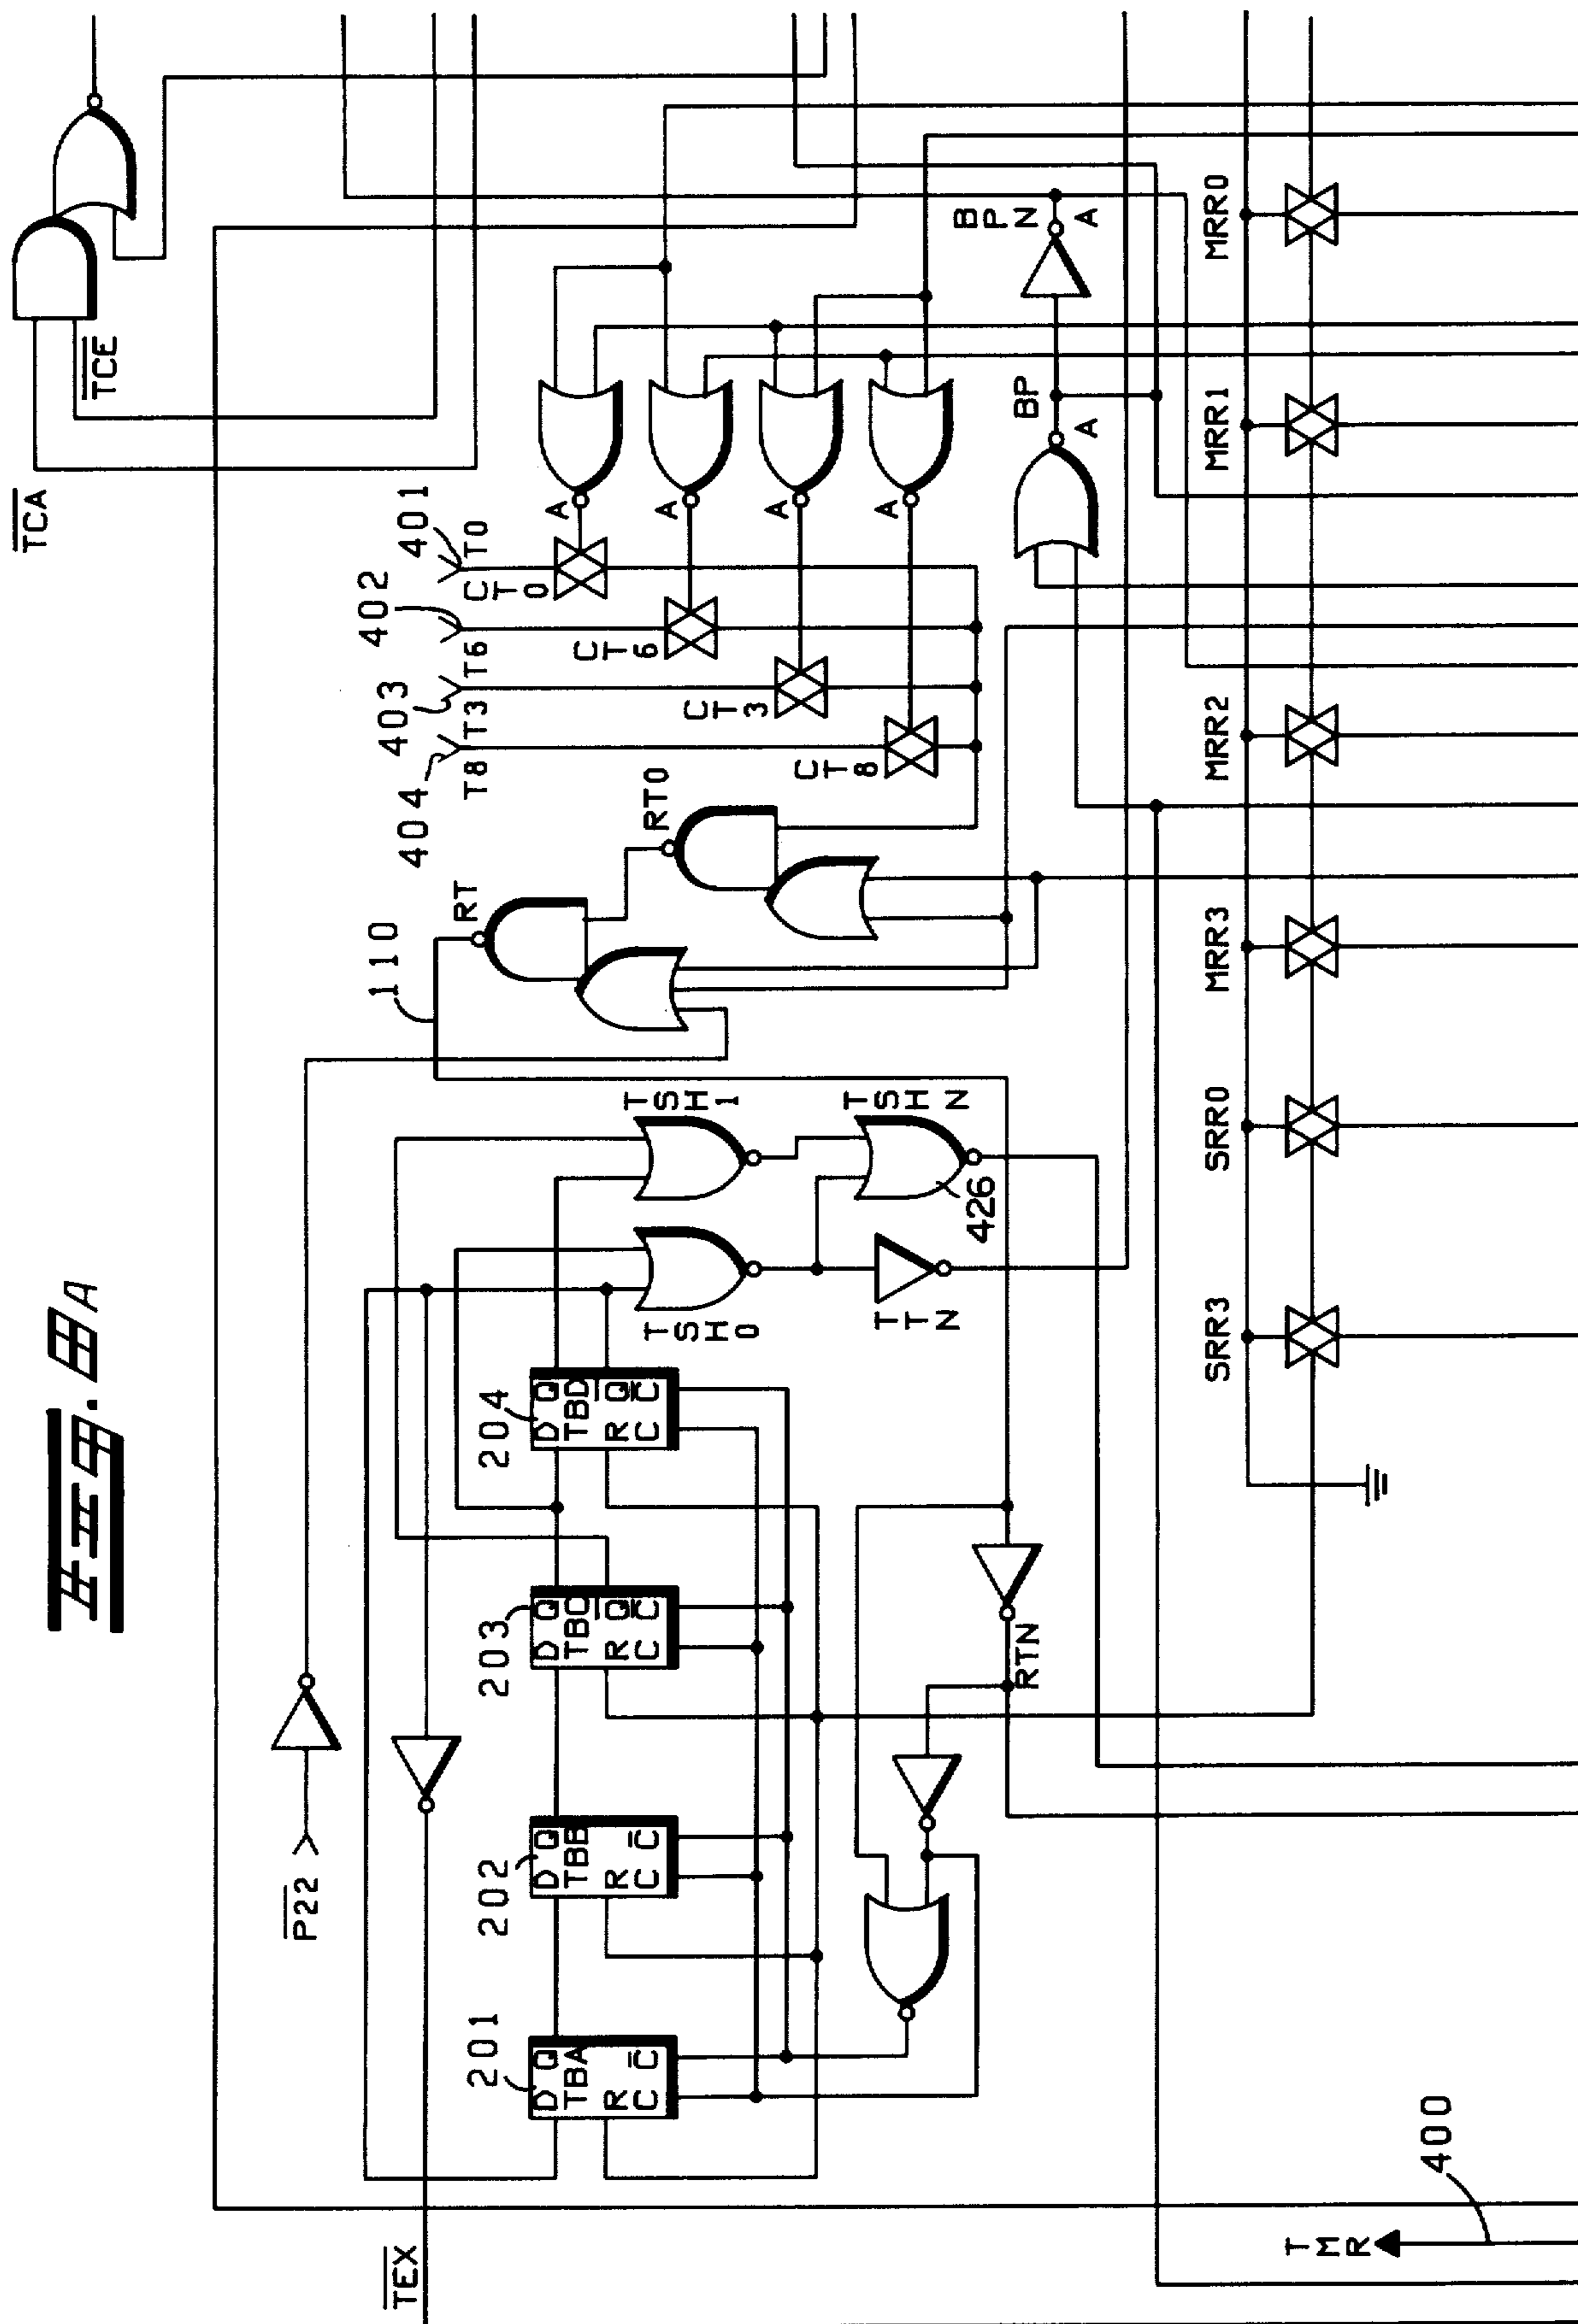 Fig. 8A
TCA
TCE
401
402
403
404
T0
T6
T3
T8
CT0
CT6
CT3
CT8
A
A
A
A
BP
A
BPN
A
MRR0
MRR1
MRR2
MRR3
SRR0
SRR3
RT0
RT
110
TSH1
TSHN
426
TSH0
TTN
204
D Q
TBD
R Q
C C
203
D Q
TBC
R Q
C C
202
D Q
TBB
R
C C
201
D Q
TBA
R
C C
P22
RTN
TEX
TMR
400